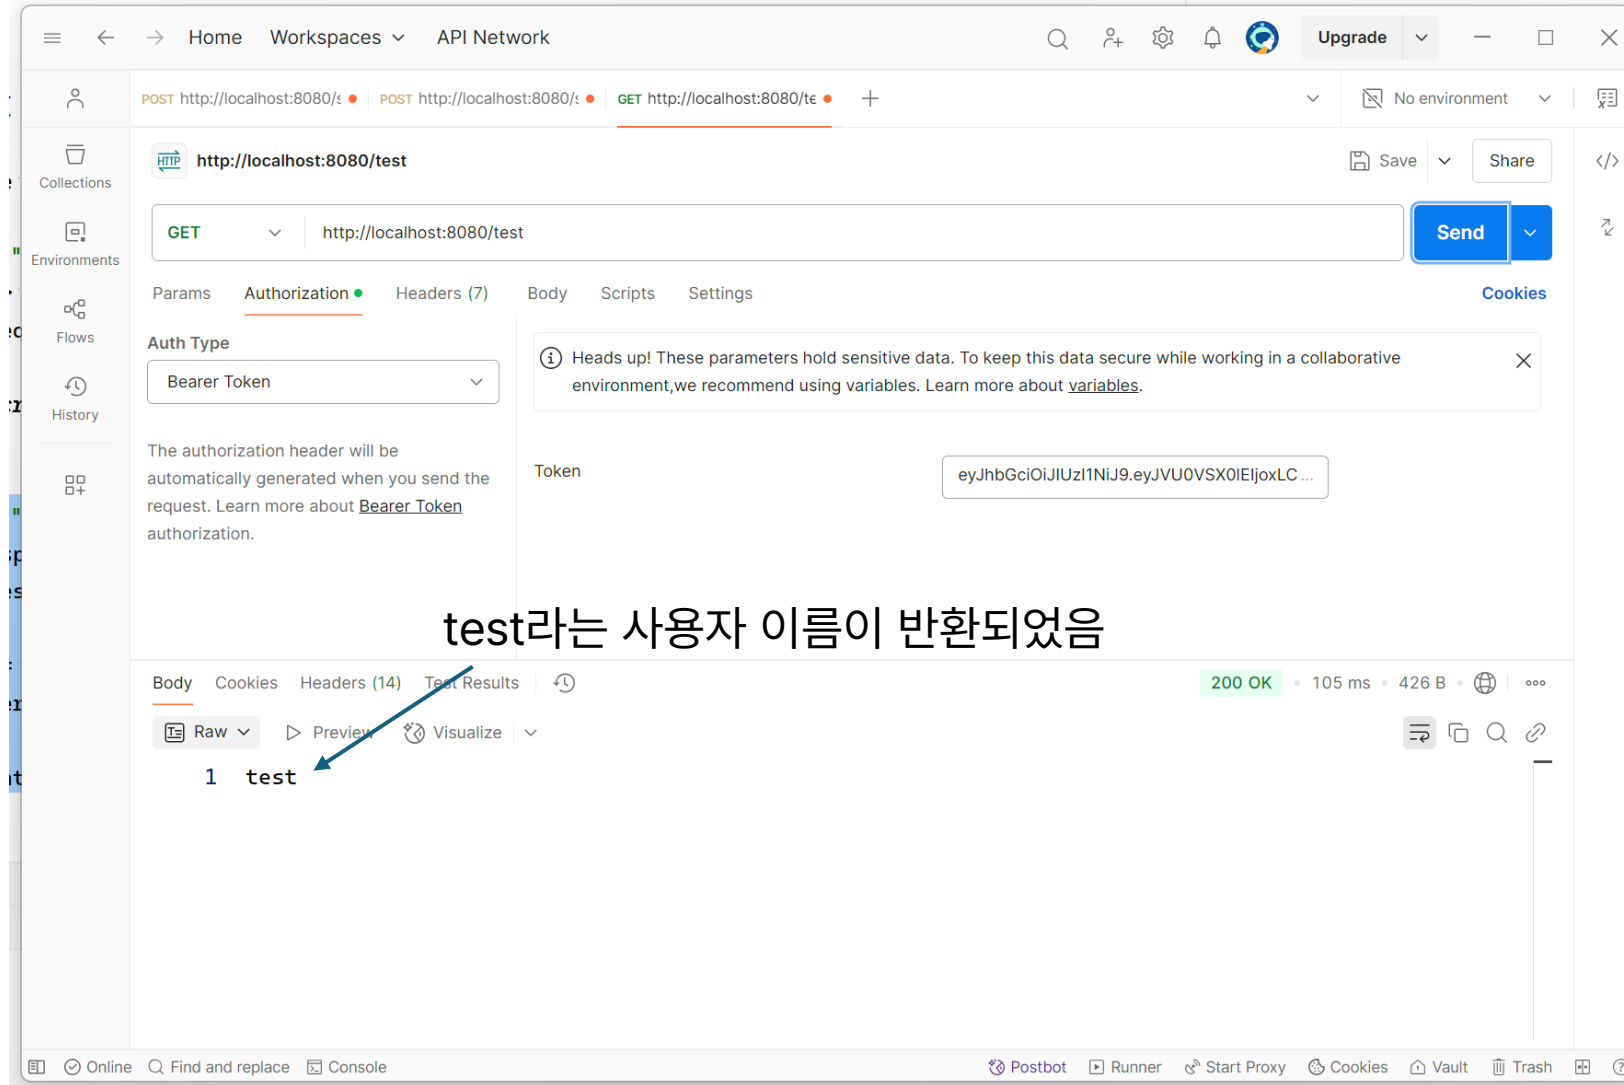 Home Workspaces API Network Upgrade
POST http://localhost:8080/s POST http://localhost:8080/s GET http://localhost:8080/te No environment
HTTP http://localhost:8080/test Save Share
Collections
Environments
Flows
History
GET http://localhost:8080/test Send
Params Authorization Headers (7) Body Scripts Settings Cookies
Auth Type
Bearer Token
The authorization header will be
automatically generated when you send the
request. Learn more about Bearer Token
authorization.
Heads up! These parameters hold sensitive data. To keep this data secure while working in a collaborative
environment,we recommend using variables. Learn more about variables.
Token eyJhbGciOiJIUzI1NiJ9.eyJVU0VSX0lEIjoxLC ...
test라는 사용자 이름이 반환되었음
Body Cookies Headers (14) Test Results 200 OK 105 ms 426 B
Raw Preview Visualize
1 test
Online Find and replace Console Postbot Runner Start Proxy Cookies Vault Trash